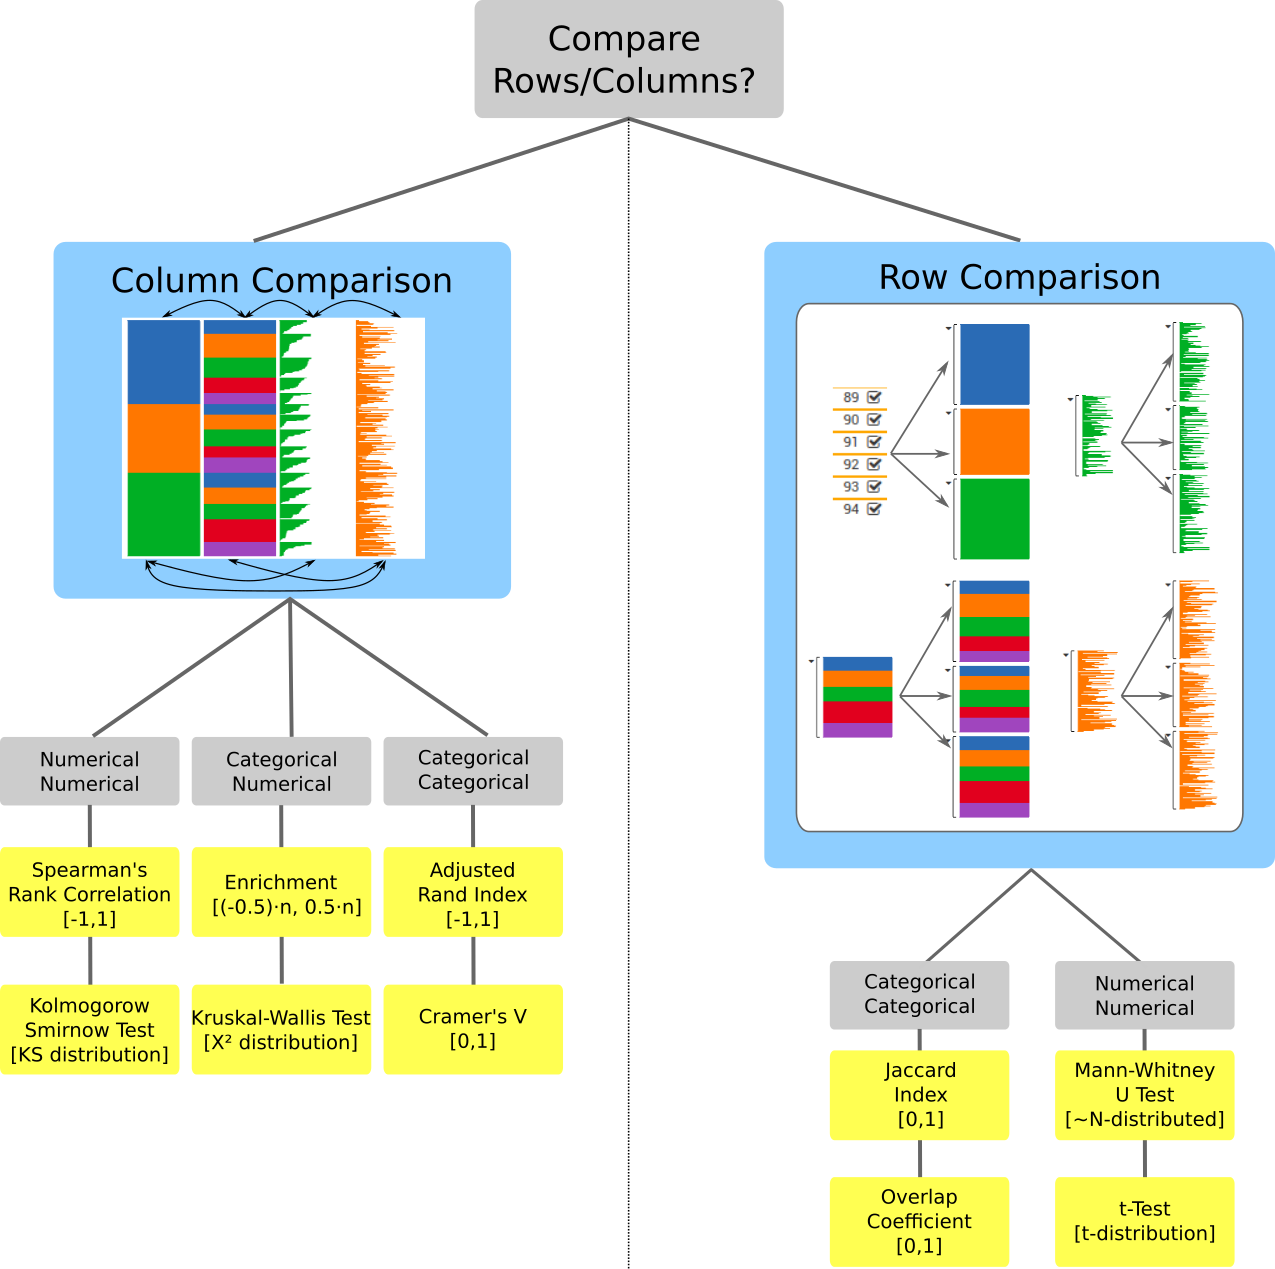 Compare
Rows/Columns?
Column Comparison
Row Comparison
89
90
91
92
93
94
Numerical
Numerical
Categorical
Numerical
Categorical
Categorical
Spearman's
Rank Correlation
[-1,1]
Enrichment
[(-0.5)·n, 0.5·n]
Adjusted
Rand Index
[-1,1]
Kolmogorow
Smirnow Test
[KS distribution]
Kruskal-Wallis Test
[X² distribution]
Cramer's V
[0,1]
Categorical
Categorical
Numerical
Numerical
Jaccard
Index
[0,1]
Mann-Whitney
U Test
[~N-distributed]
Overlap
Coefficient
[0,1]
t-Test
[t-distribution]